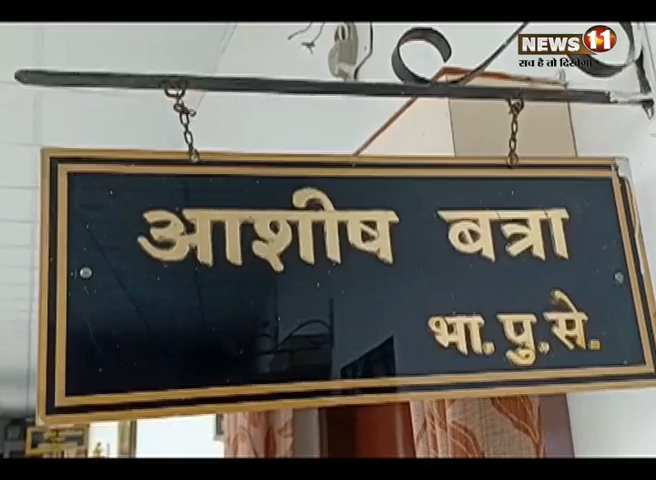 NEWS 11
सच है तो दिखेगा
आशीष बत्रा
भा. पु. से.